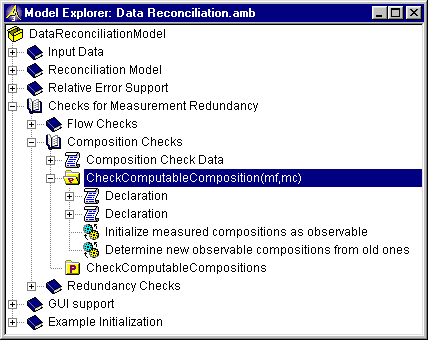 Model Explorer: Data Reconciliation.amb
DataReconciliationModel
Input Data
Reconciliation Model
Relative Error Support
Checks for Measurement Redundancy
Flow Checks
Composition Checks
Composition Check Data
CheckComputableComposition(mf,mc)
Declaration
Declaration
Initialize measured compositions as observable
Determine new observable compositions from old ones
CheckComputableCompositions
Redundancy Checks
GUI support
Example Initialization